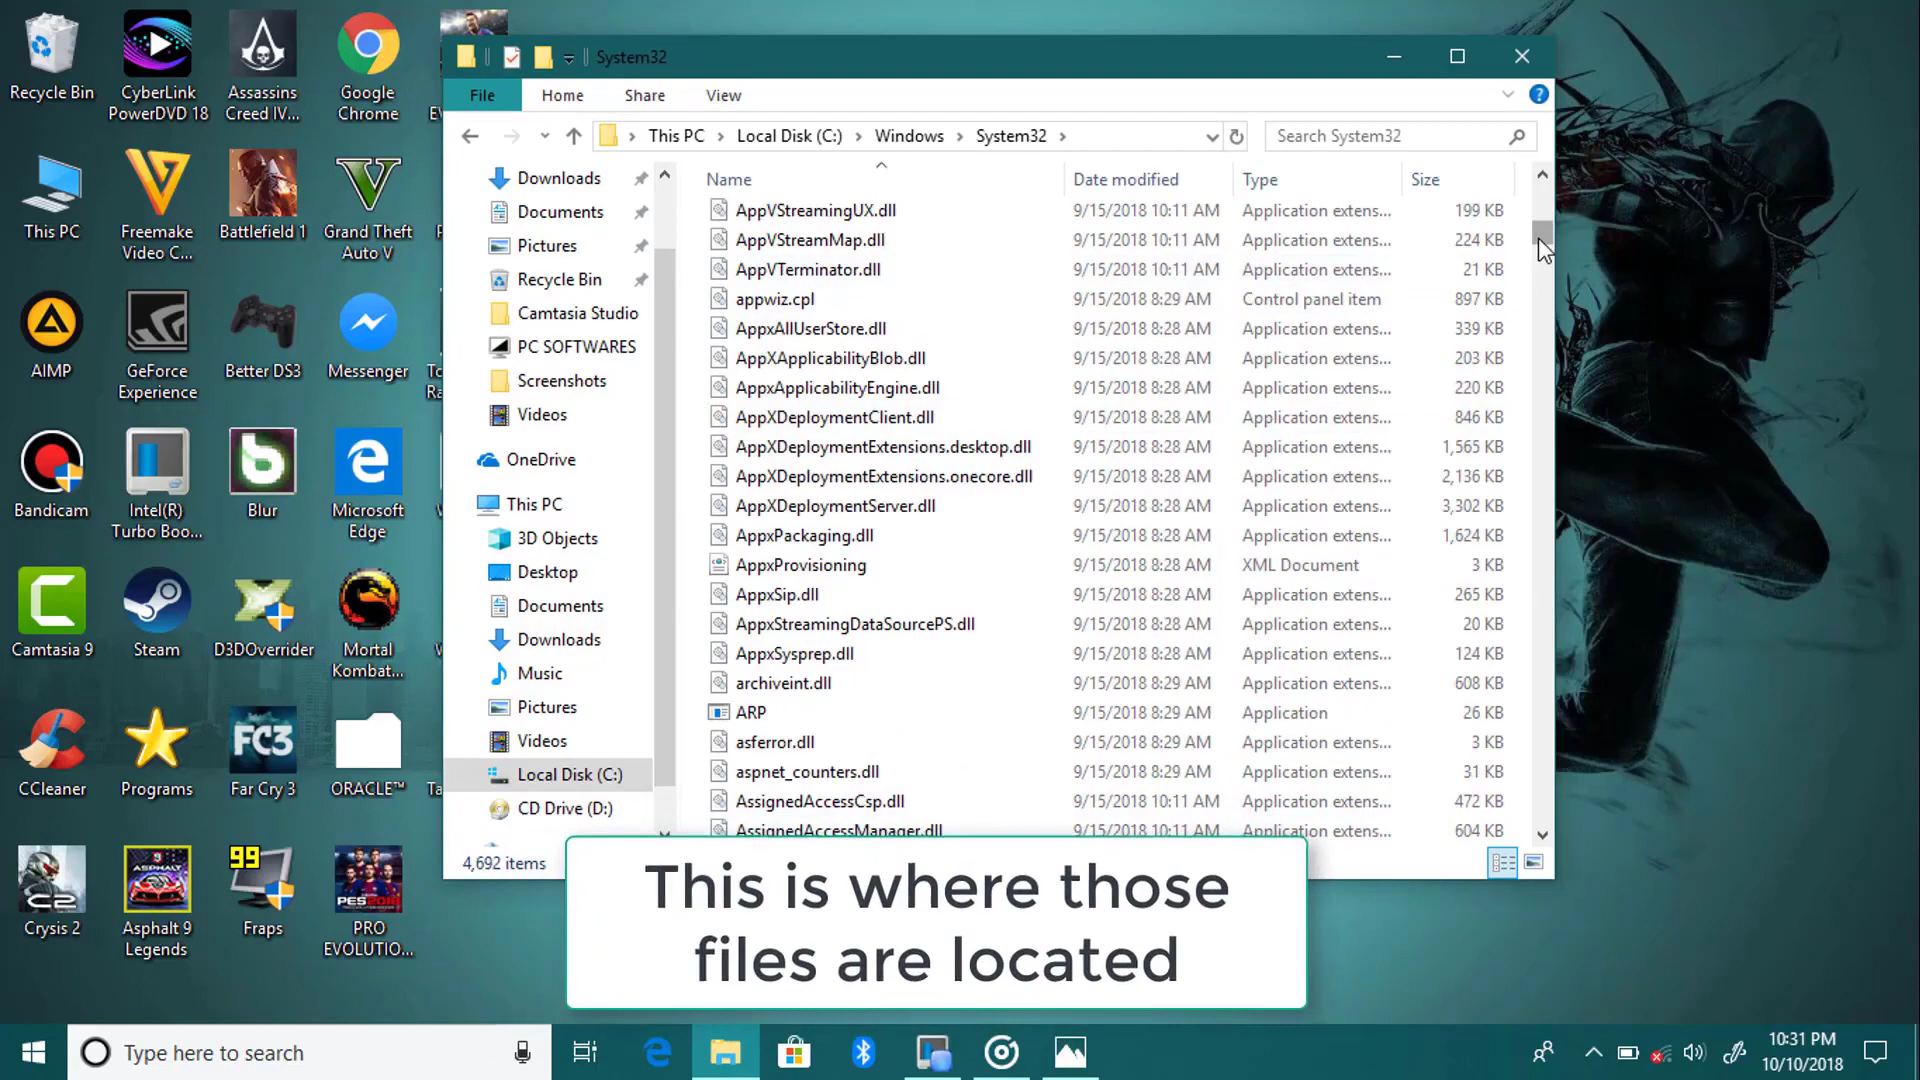 Recycle Bin
CyberLink
PowerDVD 18
Assassins
Creed IV...
Google
Chrome
This PC
Freemake
Video C...
Battlefield 1
Grand Theft
Auto V
AIMP
GeForce
Experience
Better DS3
Messenger
Bandicam
Intel(R)
Turbo Boo...
Blur
Microsoft
Edge
Camtasia 9
Steam
D3DOverrider
Mortal
Kombat...
CCleaner
Programs
Far Cry 3
ORACLE™
Crysis 2
Asphalt 9
Legends
Fraps
PRO
EVOLUTIO...
System32
File Home Share View
This PC > Local Disk (C:) > Windows > System32 >
Search System32
Downloads
Documents
Pictures
Recycle Bin
Camtasia Studio
PC SOFTWARES
Screenshots
Videos
OneDrive
This PC
3D Objects
Desktop
Documents
Downloads
Music
Pictures
Videos
Local Disk (C:)
CD Drive (D:)
Name Date modified Type Size
AppVStreamingUX.dll 9/15/2018 10:11 AM Application extens... 199 KB
AppVStreamMap.dll 9/15/2018 10:11 AM Application extens... 224 KB
AppVTerminator.dll 9/15/2018 10:11 AM Application extens... 21 KB
appwiz.cpl 9/15/2018 8:29 AM Control panel item 897 KB
AppxAllUserStore.dll 9/15/2018 8:28 AM Application extens... 339 KB
AppXApplicabilityBlob.dll 9/15/2018 8:28 AM Application extens... 203 KB
AppxApplicabilityEngine.dll 9/15/2018 8:28 AM Application extens... 220 KB
AppXDeploymentClient.dll 9/15/2018 8:28 AM Application extens... 846 KB
AppXDeploymentExtensions.desktop.dll 9/15/2018 8:28 AM Application extens... 1,565 KB
AppXDeploymentExtensions.onecore.dll 9/15/2018 8:28 AM Application extens... 2,136 KB
AppXDeploymentServer.dll 9/15/2018 8:28 AM Application extens... 3,302 KB
AppxPackaging.dll 9/15/2018 8:28 AM Application extens... 1,624 KB
AppxProvisioning 9/15/2018 8:28 AM XML Document 3 KB
AppxSip.dll 9/15/2018 8:28 AM Application extens... 265 KB
AppxStreamingDataSourcePS.dll 9/15/2018 8:28 AM Application extens... 20 KB
AppxSysprep.dll 9/15/2018 8:28 AM Application extens... 124 KB
archiveint.dll 9/15/2018 8:29 AM Application extens... 608 KB
ARP 9/15/2018 8:29 AM Application 26 KB
asferror.dll 9/15/2018 8:29 AM Application extens... 3 KB
aspnet_counters.dll 9/15/2018 8:29 AM Application extens... 31 KB
AssignedAccessCsp.dll 9/15/2018 10:11 AM Application extens... 472 KB
AssignedAccessManager.dll 9/15/2018 10:11 AM Application extens... 604 KB
4,692 items
This is where those
files are located
Type here to search
10:31 PM
10/10/2018